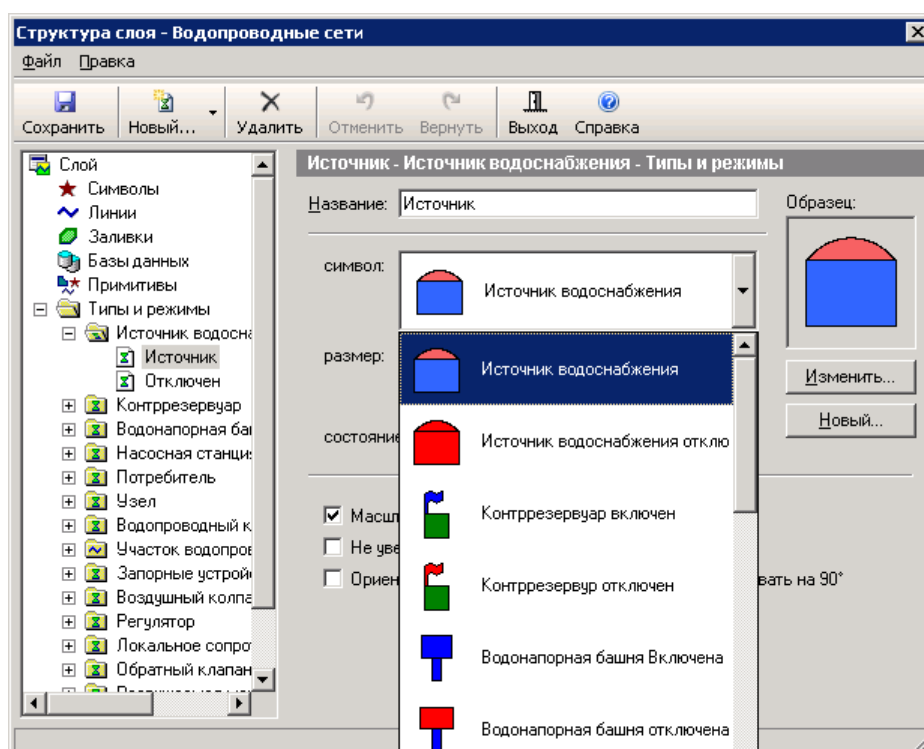 Структура слоя - Водопроводные сети
Файл Правка
Сохранить Новый... Удалить Отменить Вернуть Выход Справка
Слой
Символы
Линии
Заливки
Базы данных
Примитивы
Типы и режимы
Источник водосна
Источник
Отключен
Контррезервуар
Водонапорная ба
Насосная станци
Потребитель
Узел
Водопроводный к
Участок водопров
Запорные устрой
Воздушный колпа
Регулятор
Локальное сопро
Обратный клапан
Источник - Источник водоснабжения - Типы и режимы
Название: Источник
Образец:
символ: Источник водоснабжения
размер:
состояние
Источник водоснабжения
Источник водоснабжения отклю
Контррезервуар включен
Контррезервур отключен
Водонапорная башня Включена
Водонапорная башня отключена
Изменить...
Новый...
Масш
Не уве
Ориен вать на 90°